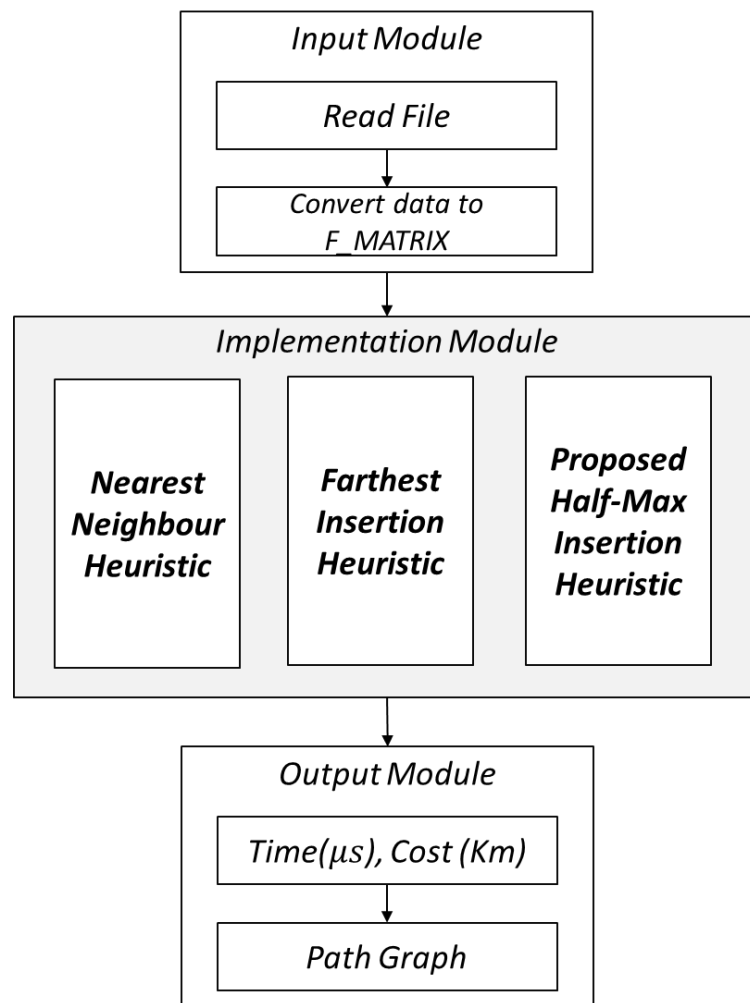 Input Module
Read File
Convert data to
F_MATRIX
Implementation Module
Nearest
Neighbour
Heuristic
Farthest
Insertion
Heuristic
Proposed
Half-Max
Insertion
Heuristic
Output Module
Time(μs), Cost (Km)
Path Graph